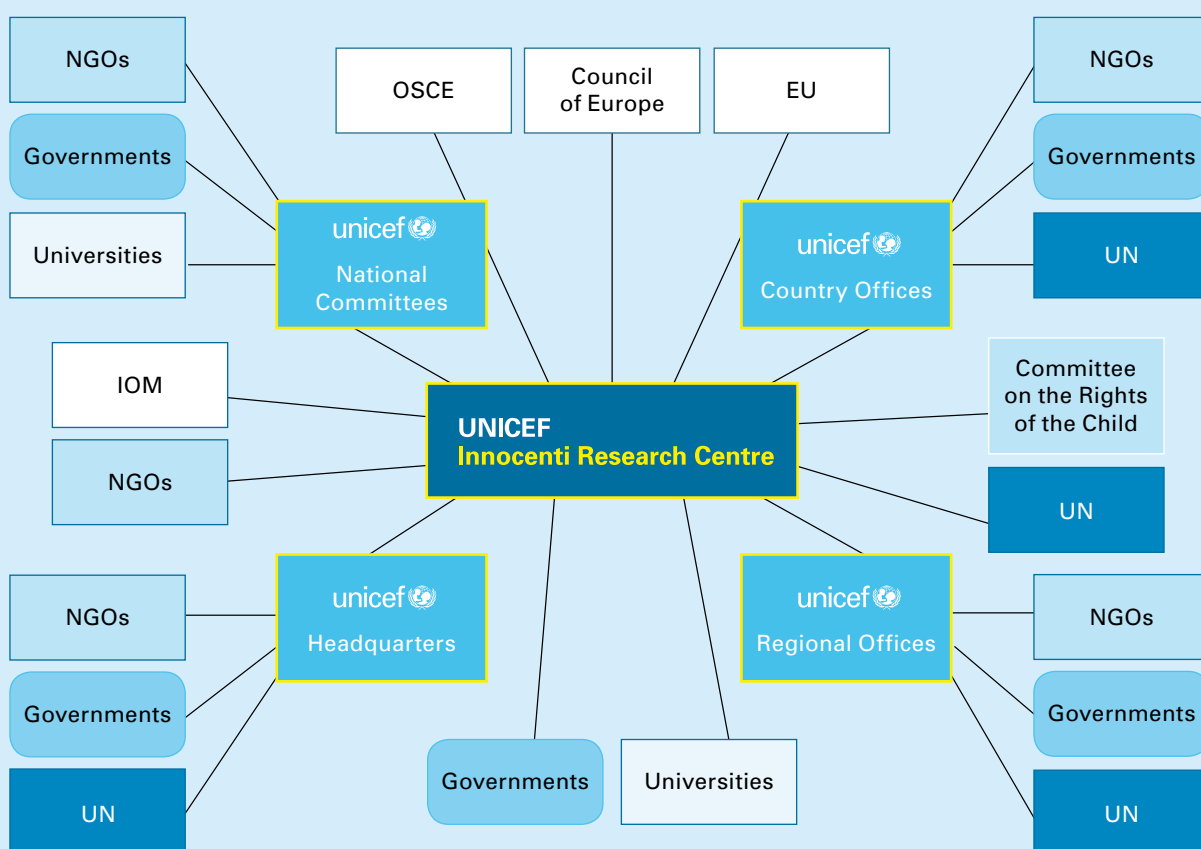 NGOs
Governments
Universities
OSCE
Council
of Europe
EU
NGOs
Governments
UN
unicef
National
Committees
unicef
Country Offices
IOM
NGOs
UNICEF
Innocenti Research Centre
Committee
on the Rights
of the Child
UN
NGOs
Governments
UN
unicef
Headquarters
unicef
Regional Offices
NGOs
Governments
UN
Governments
Universities